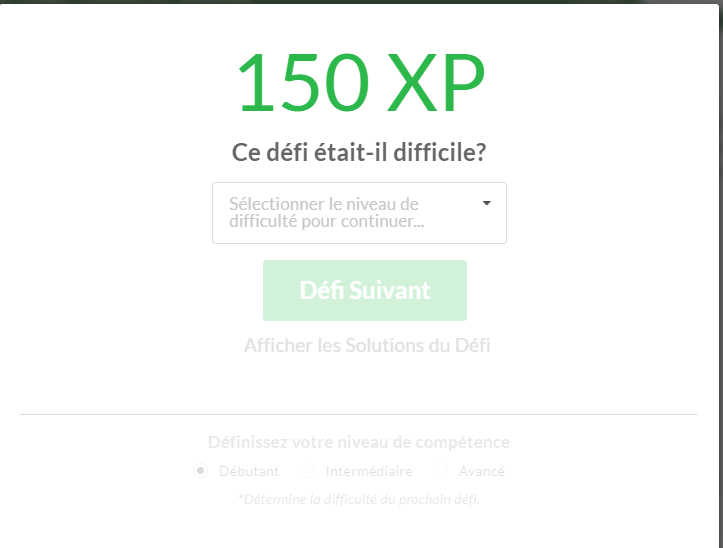 150 XP
Ce défi était-il difficile?
Sélectionner le niveau de
difficulté pour continuer...
Défi Suivant
Afficher les Solutions du Défi
Définissez votre niveau de compétence
Débutant Intermédiaire Avancé
*Détermine la difficulté du prochain défi.